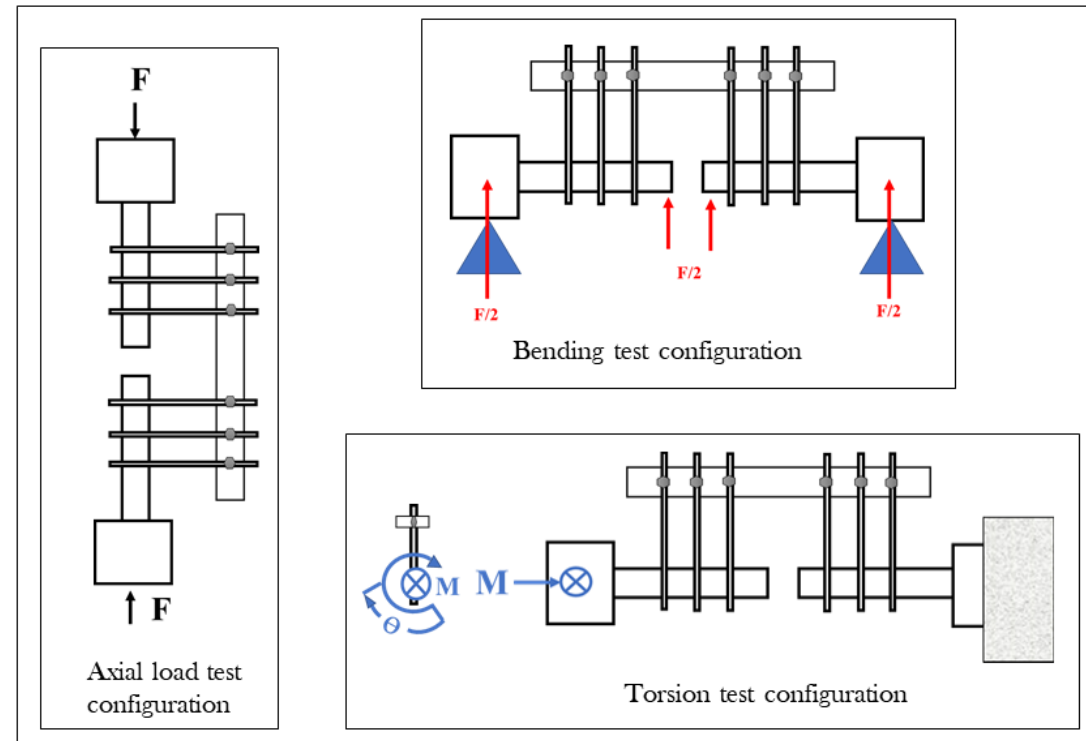 F
F
Axial load test
configuration
F/2
F/2
F/2
Bending test configuration
M
M
Θ
Torsion test configuration